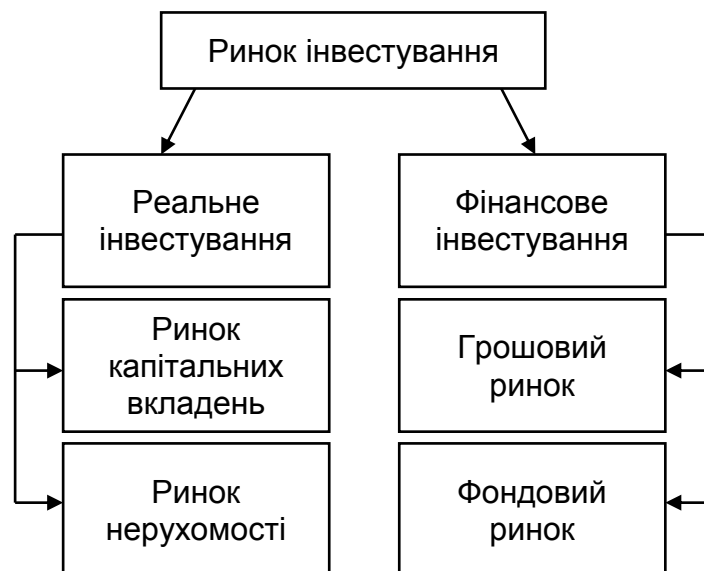 Ринок інвестування
Реальне
інвестування
Фінансове
інвестування
Ринок
капітальних
вкладень
Грошовий
ринок
Ринок
нерухомості
Фондовий
ринок